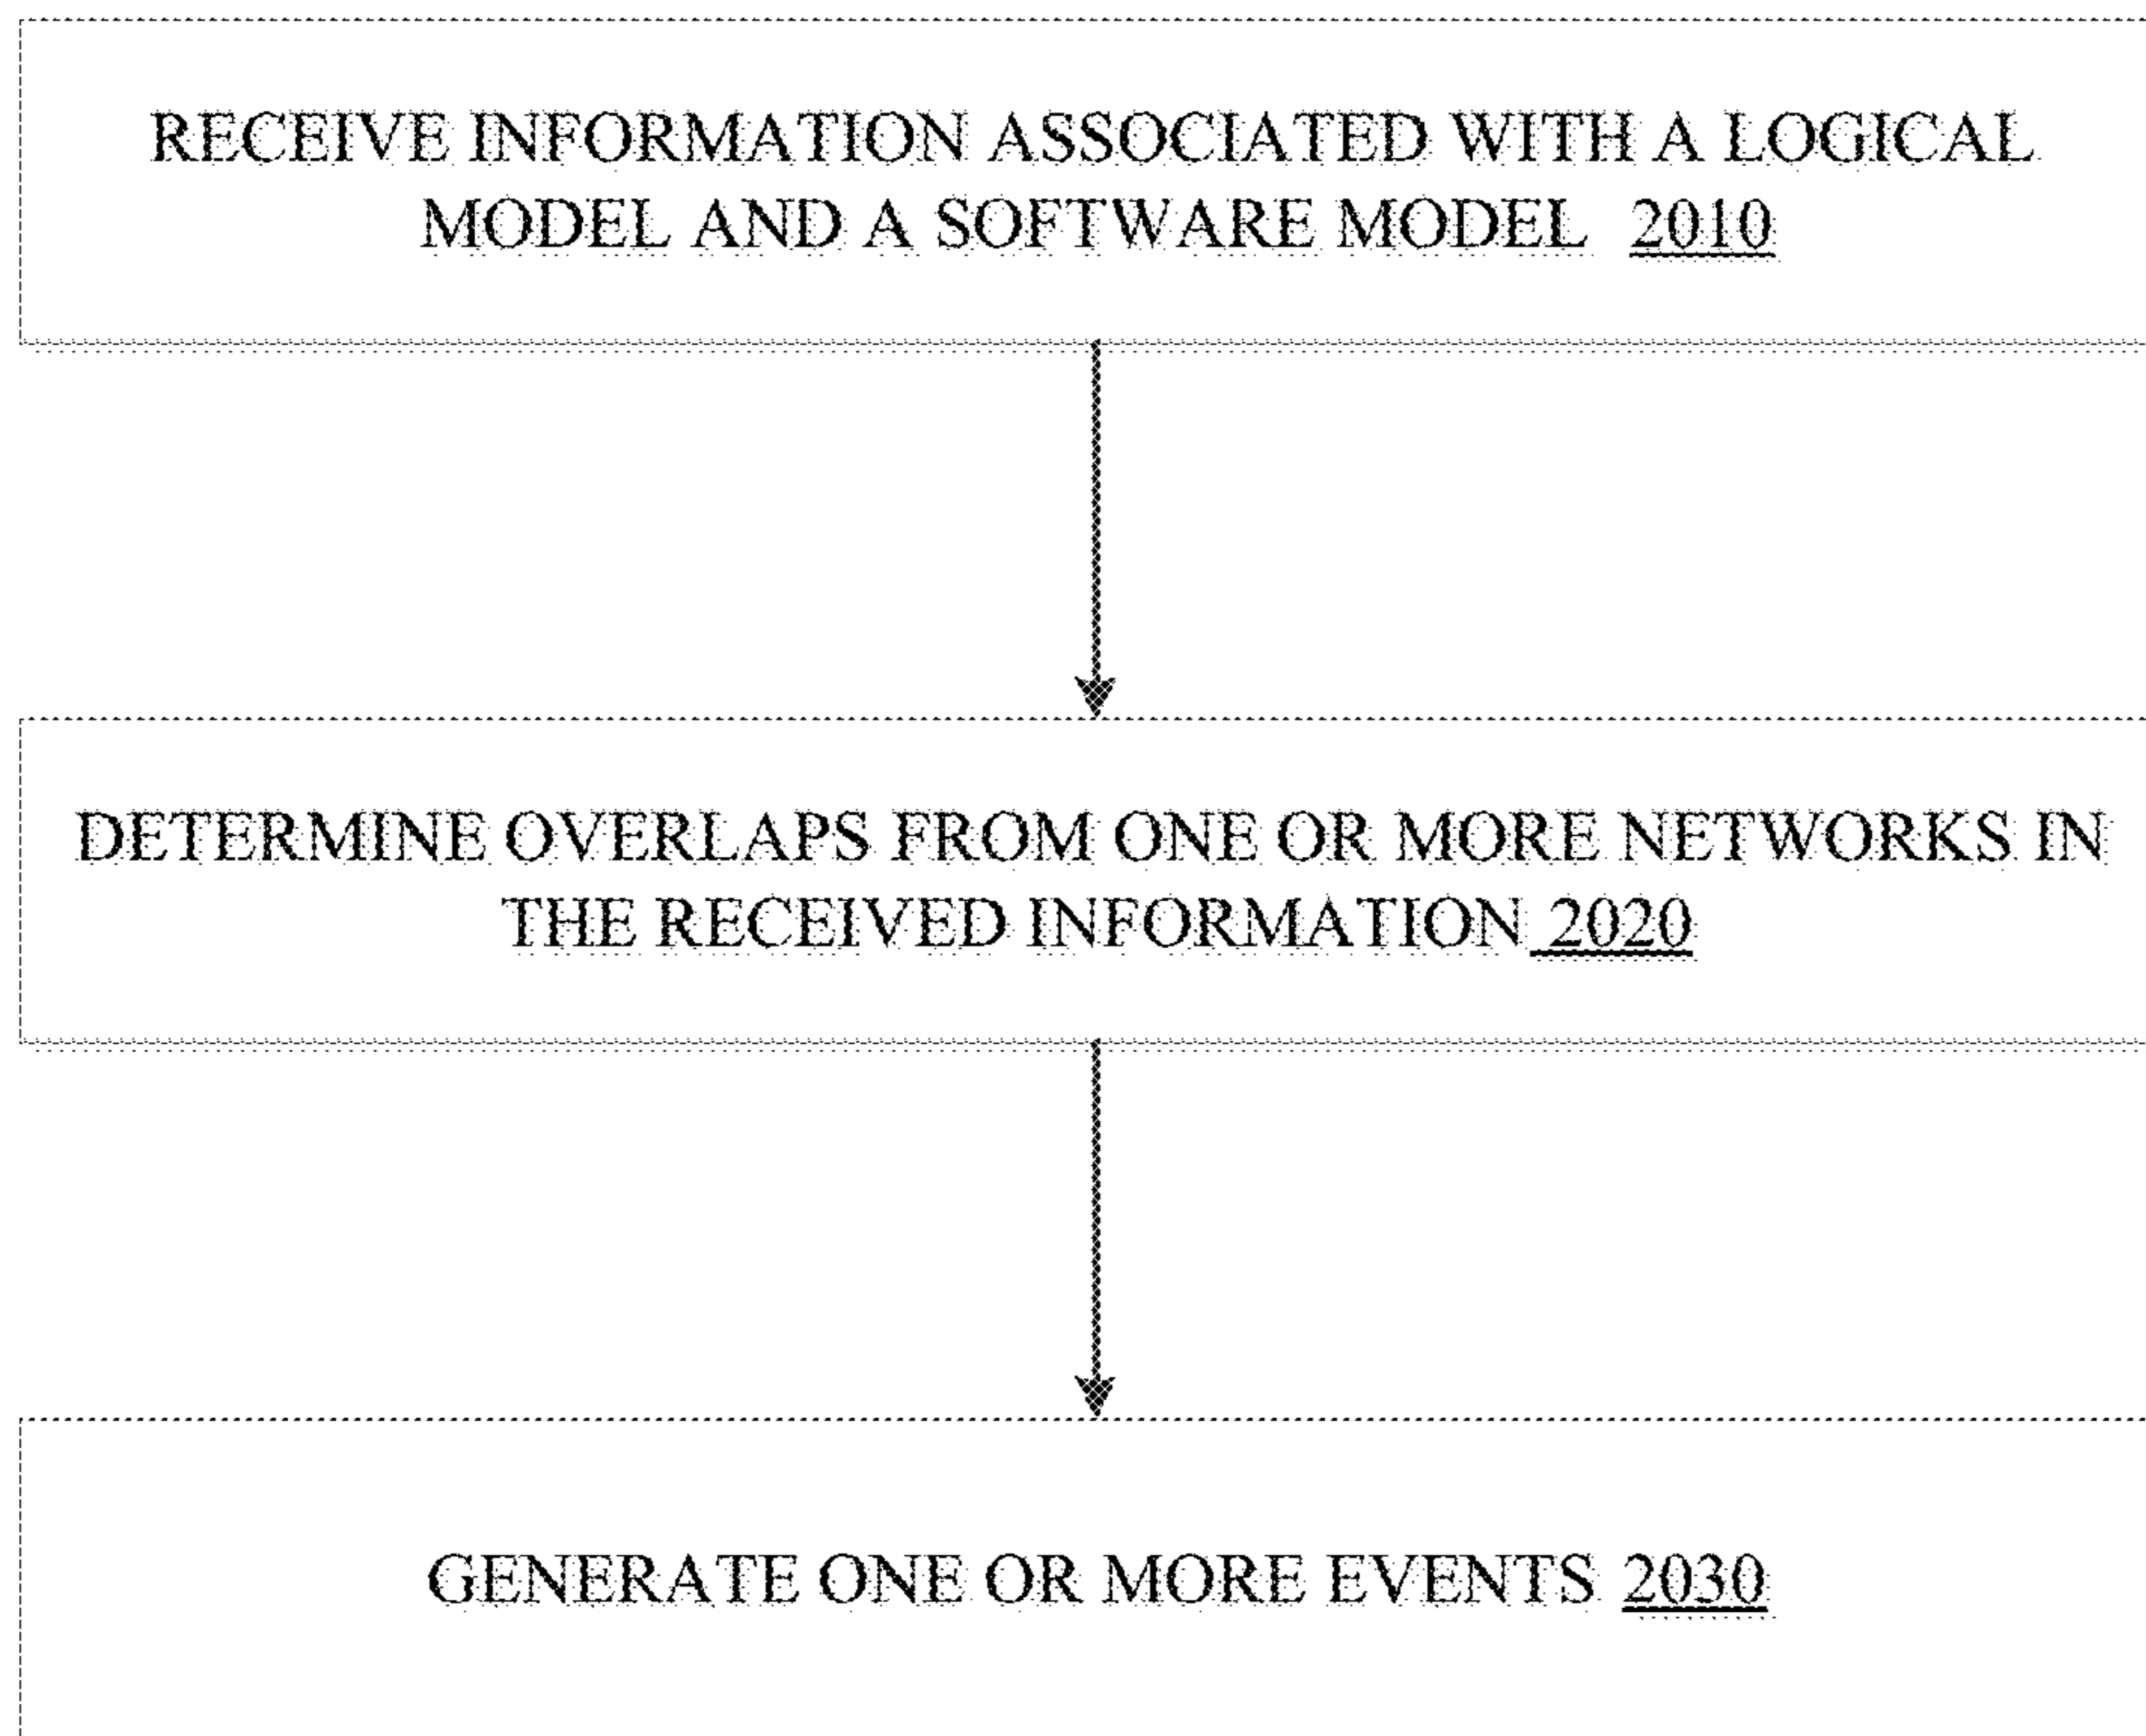 RECEIVE INFORMATION ASSOCIATED WITH A LOGICAL
MODEL AND A SOFTWARE MODEL 2010
DETERMINE OVERLAPS FROM ONE OR MORE NETWORKS IN
THE RECEIVED INFORMATION 2020
GENERATE ONE OR MORE EVENTS 2030